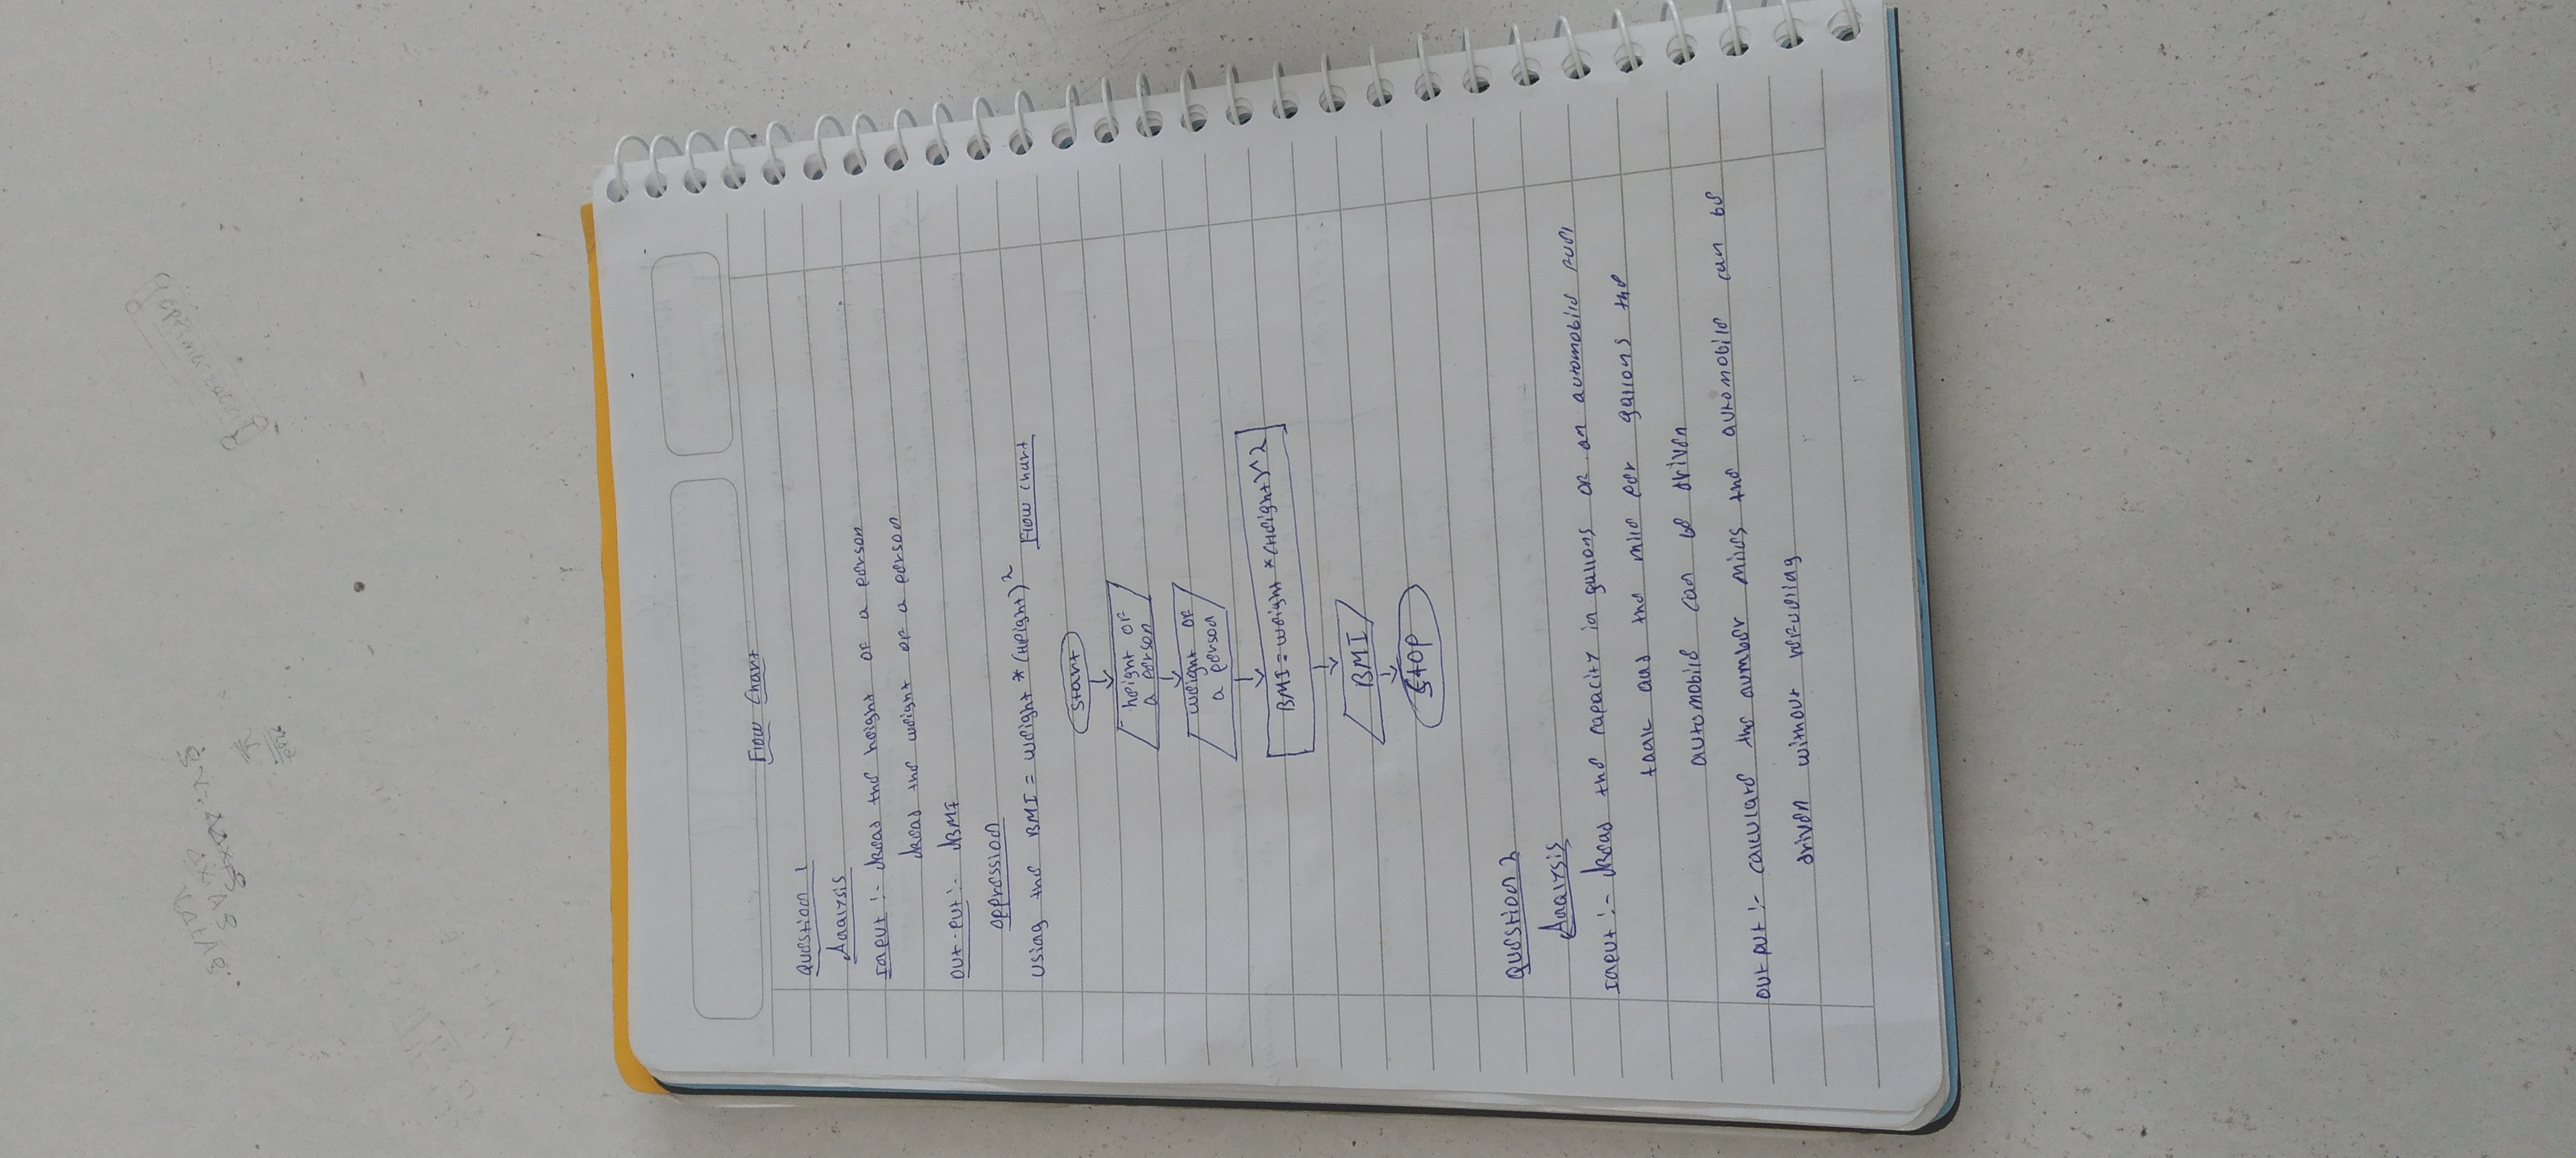 Flow Chart
Question 1
Analysis
Input :- Read the height of a person
Read the weight of a person
Out-put :- BMI
oppression
Using the BMI = weight * (Height)^2 Flow chart
Start
height of
a person
weight of
a person
BMI = weight * (Height)^2
BMI
Stop
Question 2
Analysis
Input :- Read the capacity in gallons of an automobile fuel
tank and the mile per gallons the
automobile can be driven
Out put :- calculate the number miles the automobile can be
driven without refueling